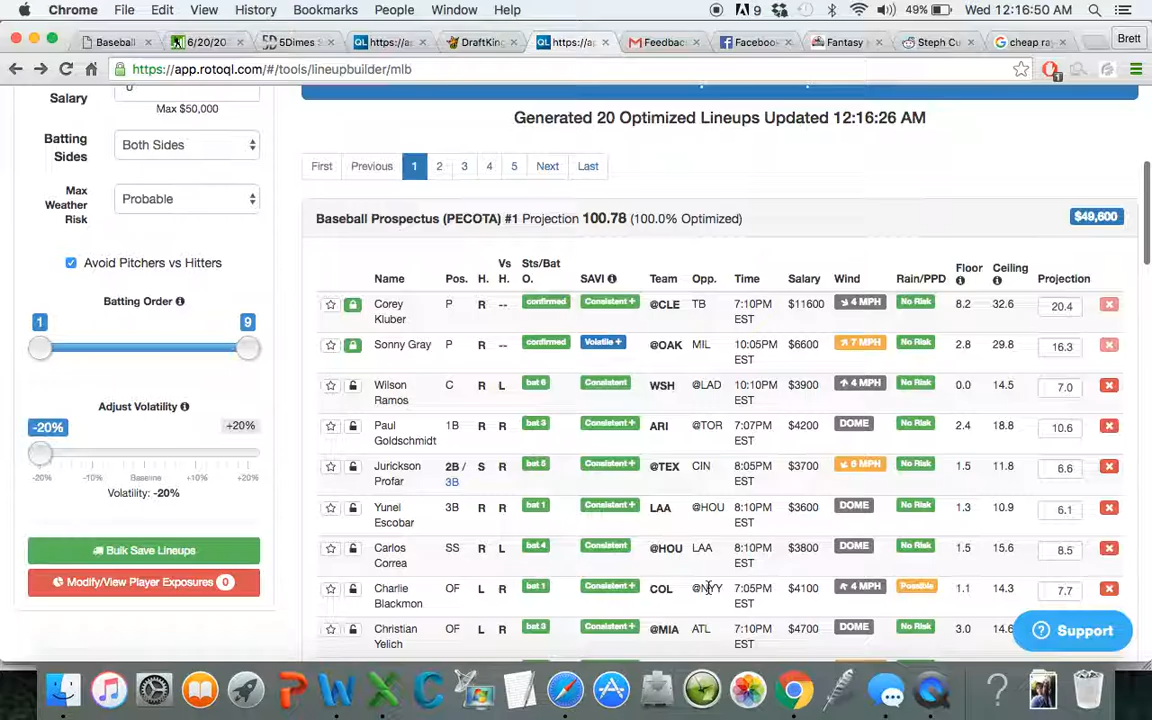 Chrome File Edit View History Bookmarks People Window Help 9 49% Wed 12:16:50 AM
Baseball 6/20/20 5Dimes S https://ap DraftKing https://ap Feedbac Facebook Fantasy Steph Cu cheap ra Brett
https://app.rotoql.com/#/tools/lineupbuilder/mlb
Salary
0
Max $50,000
Batting Sides
Both Sides
Max Weather Risk
Probable
Avoid Pitchers vs Hitters
Batting Order
1 9
Adjust Volatility
-20% +20%
-20% -10% Baseline +10% +20%
Volatility: -20%
Bulk Save Lineups
Modify/View Player Exposures 0
Generated 20 Optimized Lineups Updated 12:16:26 AM
First Previous 1 2 3 4 5 Next Last
Baseball Prospectus (PECOTA) #1 Projection 100.78 (100.0% Optimized) $49,600
Name Pos. H. Vs H. Sts/Bat O. SAVI Team Opp. Time Salary Wind Rain/PPD Floor Ceiling Projection
Corey Kluber P R -- confirmed Consistent + @CLE TB 7:10PM EST $11600 4 MPH No Risk 8.2 32.6 20.4
Sonny Gray P R -- confirmed Volatile + @OAK MIL 10:05PM EST $6600 7 MPH No Risk 2.8 29.8 16.3
Wilson Ramos C R L bat 6 Consistent WSH @LAD 10:10PM EST $3900 4 MPH No Risk 0.0 14.5 7.0
Paul Goldschmidt 1B R R bat 3 Consistent + ARI @TOR 7:07PM EST $4200 DOME No Risk 2.4 18.8 10.6
Jurickson Profar 2B / 3B S R bat 5 Consistent + @TEX CIN 8:05PM EST $3700 6 MPH No Risk 1.5 11.8 6.6
Yunel Escobar 3B R R bat 1 Consistent + LAA @HOU 8:10PM EST $3600 DOME No Risk 1.3 10.9 6.1
Carlos Correa SS R L bat 4 Consistent @HOU LAA 8:10PM EST $3800 DOME No Risk 1.5 15.6 8.5
Charlie Blackmon OF L R bat 1 Consistent + COL @NYY 7:05PM EST $4100 4 MPH Possible 1.1 14.3 7.7
Christian Yelich OF L R bat 3 Consistent + @MIA ATL 7:10PM EST $4700 DOME No Risk 3.0
Support